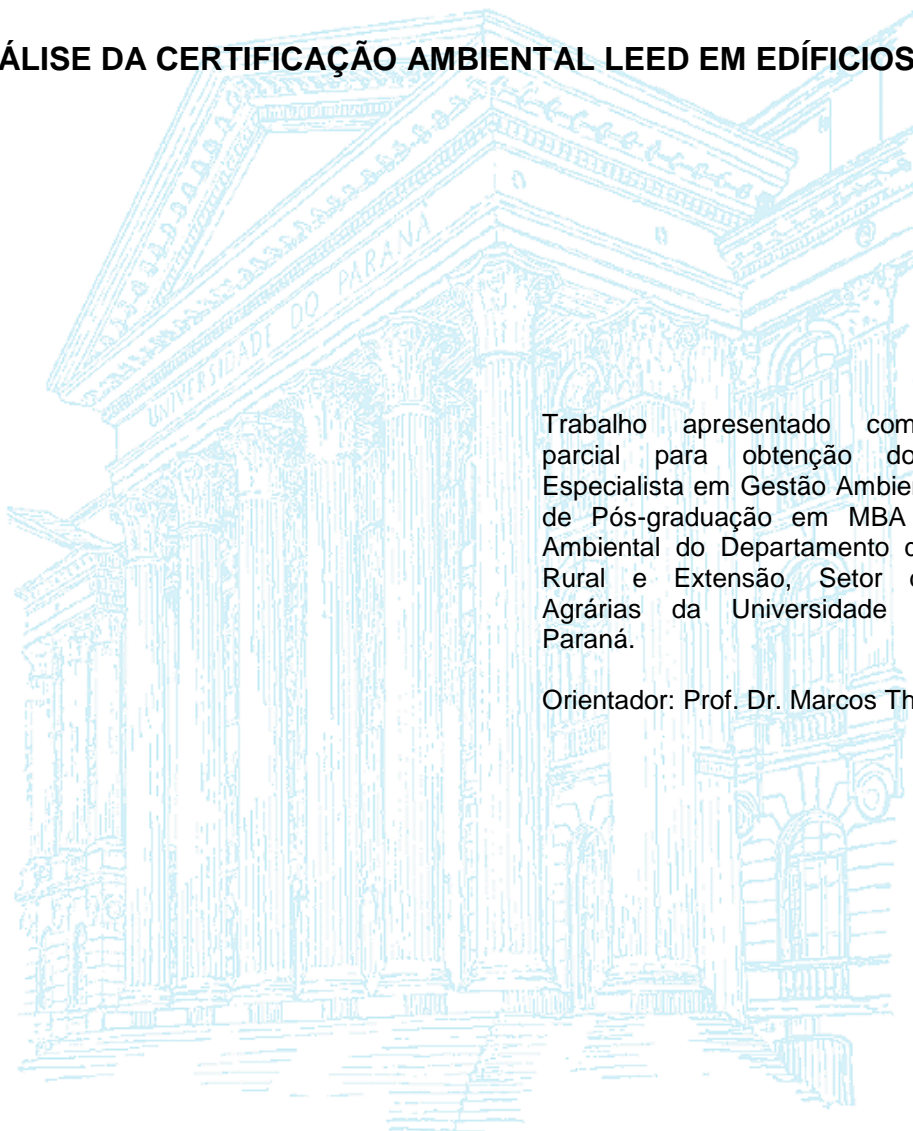 ÁLISE DA CERTIFICAÇÃO AMBIENTAL LEED EM EDÍFICIOS
UNIVERSIDADE DO PARANÁ
Trabalho apresentado com
parcial para obtenção do
Especialista em Gestão Ambie
de Pós-graduação em MBA
Ambiental do Departamento
Rural e Extensão, Setor
Agrárias da Universidade
Paraná.
Orientador: Prof. Dr. Marcos Th